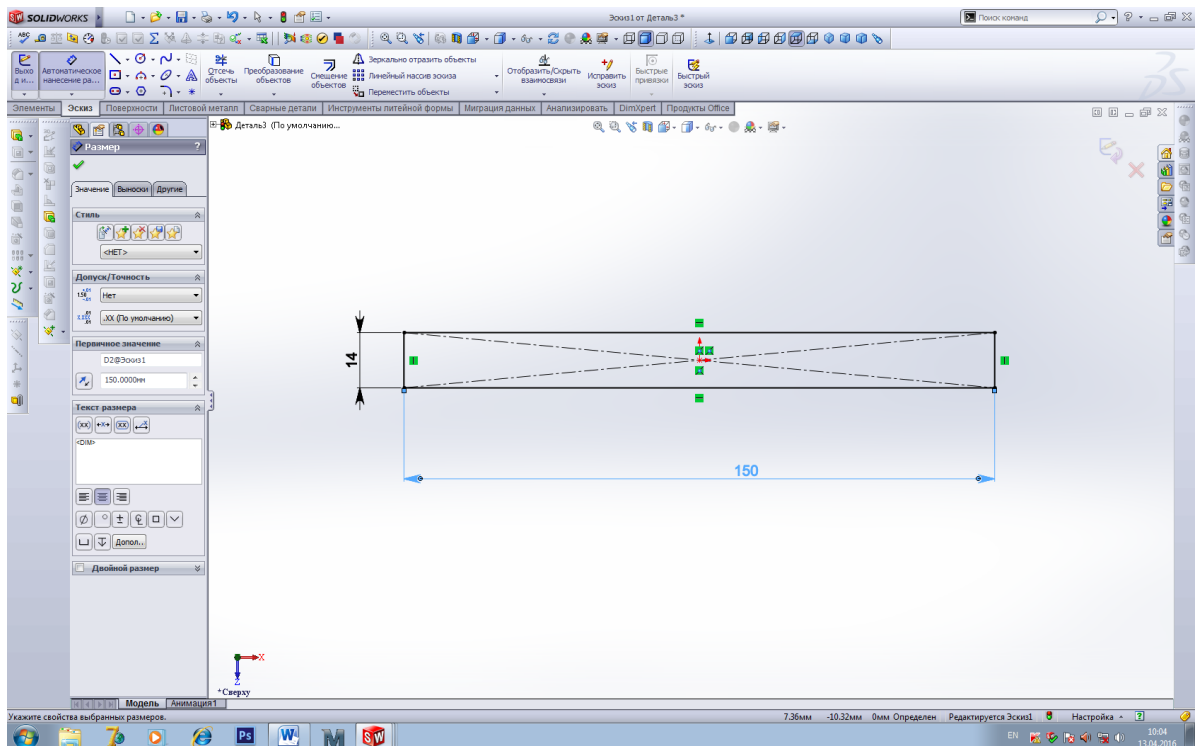 SOLIDWORKS
Эскиз1 от Деталь3 *
Поиск команд
Выхо д и...
Автоматическое нанесение ра...
Отсечь объекты
Преобразование объектов
Смещение объектов
Зеркально отразить объекты
Линейный массив эскиза
Переместить объекты
Отобразить/Скрыть взаимосвязи
Исправить эскиз
Быстрые привязки
Быстрый эскиз
Элементы Эскиз Поверхности Листовой металл Сварные детали Инструменты литейной формы Миграция данных Анализировать DimXpert Продукты Office
Деталь3 (По умолчанию...
Размер ?
Значение Выноски Другие
Стиль
<НЕТ>
Допуск/Точность
Нет
.XX (По умолчанию)
Первичное значение
D2@Эскиз1
150.0000мм
Текст размера
<DIM>
Допол..
Двойной размер
14
150
X
Z
*Сверху
Модель Анимация1
Укажите свойства выбранных размеров.
7.36мм -10.32мм 0мм Определен Редактируется Эскиз1 Настройка
Ps W M SW
EN
10:04
13.04.2016